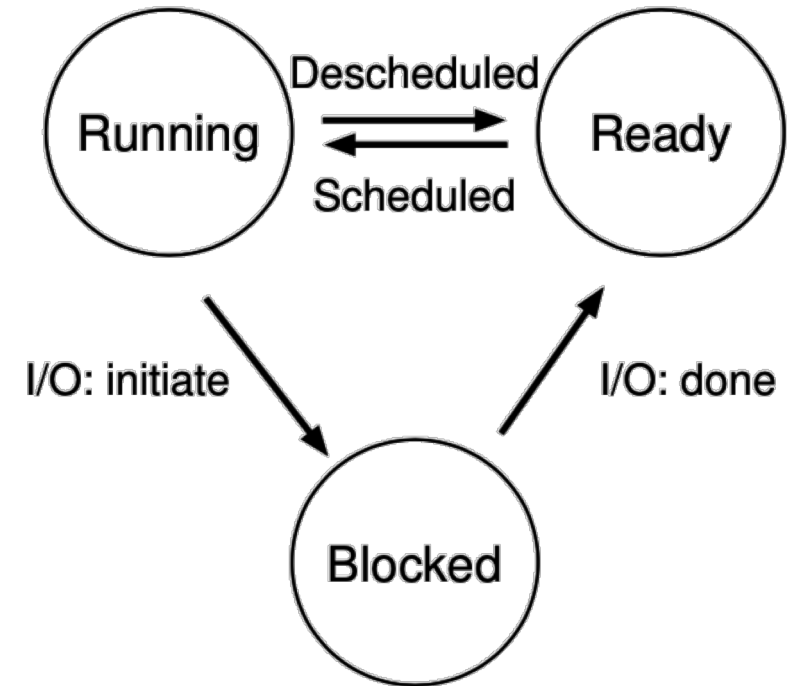 Descheduled
Running
Ready
Scheduled
I/O: initiate
I/O: done
Blocked